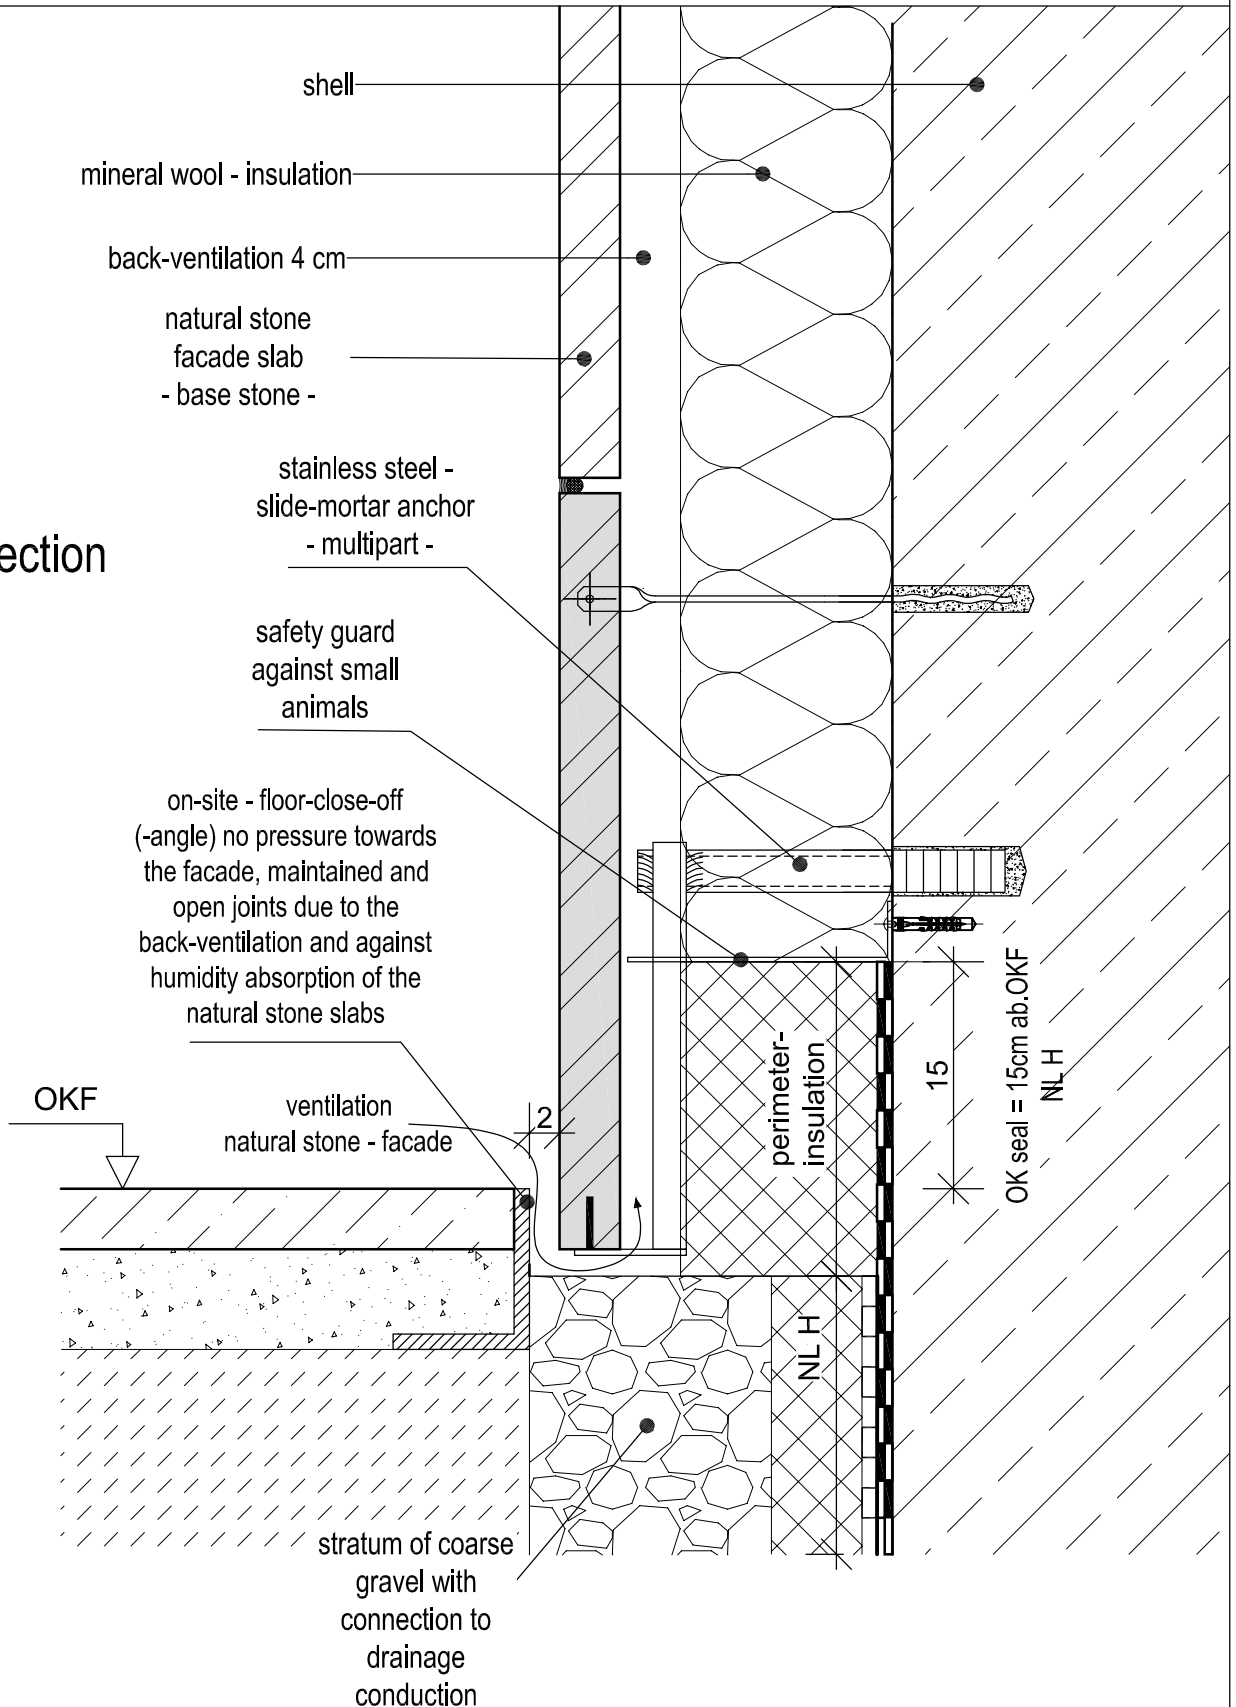 shell
mineral wool - insulation
back-ventilation 4 cm
natural stone
facade slab
- base stone -
stainless steel -
slide-mortar anchor
- multipart -
ection
safety guard
against small
animals
on-site - floor-close-off
(-angle) no pressure towards
the facade, maintained and
open joints due to the
back-ventilation and against
humidity absorption of the
natural stone slabs
OKF
ventilation
natural stone - facade
2
perimeter-
insulation
15
OK seal = 15cm ab.OKF
NL H
NL H
stratum of coarse
gravel with
connection to
drainage
conduction